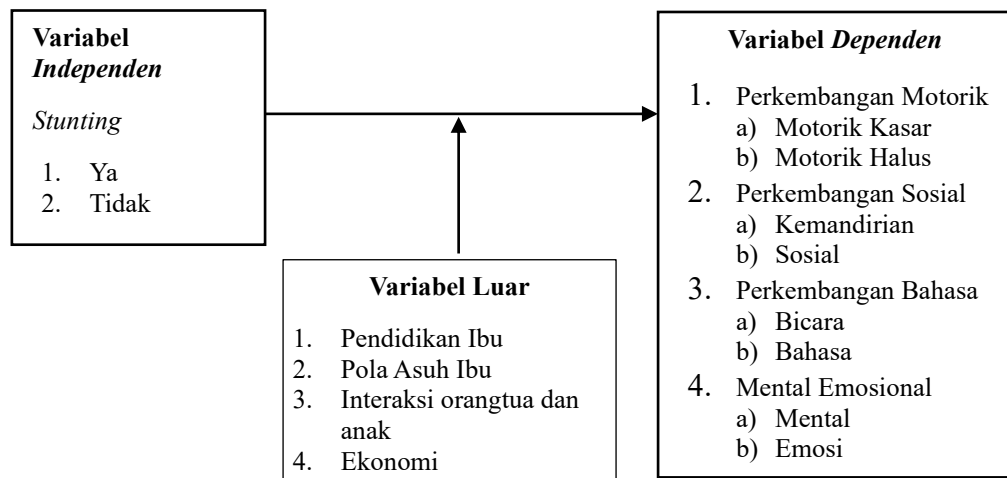 Variabel
Independen
Stunting
1. Ya
2. Tidak
Variabel Luar
1. Pendidikan Ibu
2. Pola Asuh Ibu
3. Interaksi orangtua dan
anak
4. Ekonomi
Variabel Dependen
1. Perkembangan Motorik
a) Motorik Kasar
b) Motorik Halus
2. Perkembangan Sosial
a) Kemandirian
b) Sosial
3. Perkembangan Bahasa
a) Bicara
b) Bahasa
4. Mental Emosional
a) Mental
b) Emosi